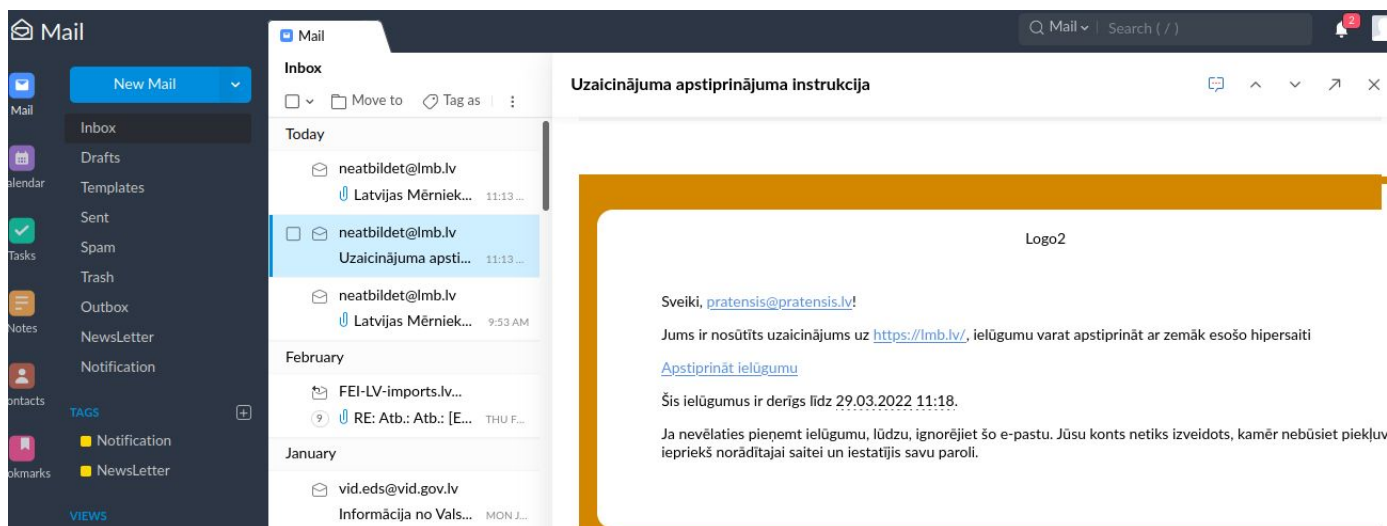 Mail
Mail
Mail
Search ( / )
2
Mail
alendar
Tasks
Notes
ontacts
okmarks
New Mail
Inbox
Drafts
Templates
Sent
Spam
Trash
Outbox
NewsLetter
Notification
TAGS
Notification
NewsLetter
VIEWS
Inbox
Move to
Tag as
Today
neatbildet@lmb.lv
Latvijas Mērniek... 11:13 ...
neatbildet@lmb.lv
Uzaicinājuma apsti... 11:13 ...
neatbildet@lmb.lv
Latvijas Mērniek... 9:53 AM
February
FEI-LV-imports.lv...
9 RE: Atb.: Atb.: [E... THU F...
January
vid.eds@vid.gov.lv
Informācija no Vals... MON J...
Uzaicinājuma apstiprinājuma instrukcija
Logo2
Sveiki, pratensis@pratensis.lv!
Jums ir nosūtīts uzaicinājums uz https://lmb.lv/, ielūgumu varat apstiprināt ar zemāk esošo hipersaiti
Apstiprināt ielūgumu
Šis ielūgumus ir derīgs līdz 29.03.2022 11:18.
Ja nevēlaties pieņemt ielūgumu, lūdzu, ignorējiet šo e-pastu. Jūsu konts netiks izveidots, kamēr nebūsiet piekļuv
iepriekš norādītajai saitei un iestatījis savu paroli.